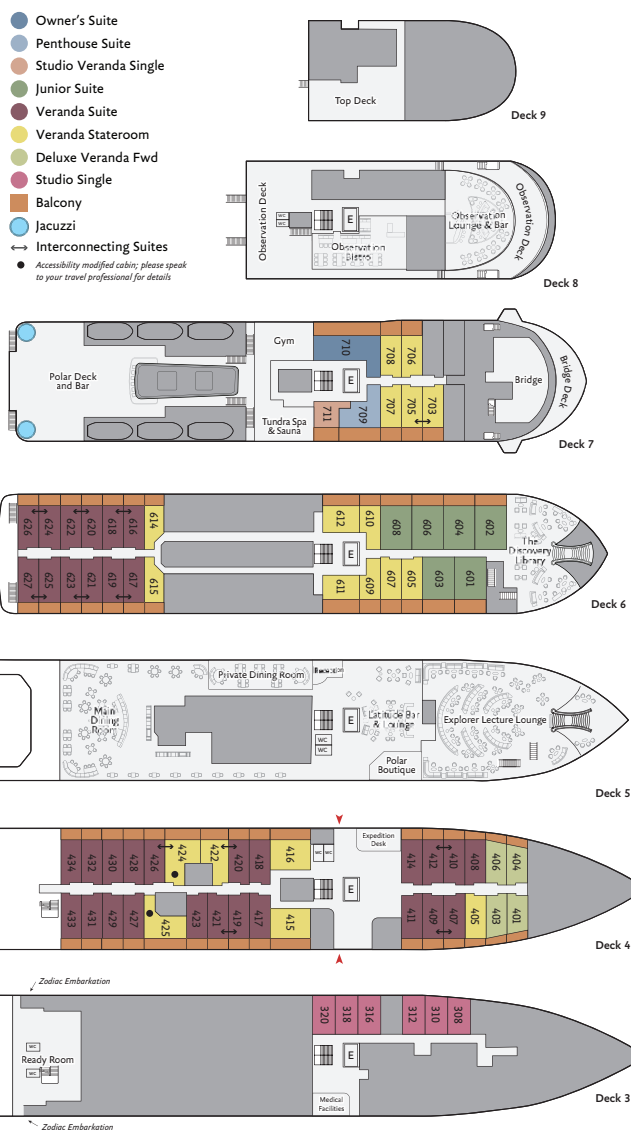 Owner's Suite
Penthouse Suite
Studio Veranda Single
Junior Suite
Veranda Suite
Veranda Stateroom
Deluxe Veranda Fwd
Studio Single
Balcony
Jacuzzi
Interconnecting Suites
Accessibility modified cabin; please speak
to your travel professional for details
Top Deck
Deck 9
Observation Deck
WC
WC
E
Observation
Bistro
Observation
Lounge & Bar
Observation Deck
Deck 8
Polar Deck
and Bar
Gym
Tundra Spa
& Sauna
710
708
706
E
711
709
707
705
703
Bridge
Bridge Deck
Deck 7
626
624
622
620
618
616
614
612
610
608
606
604
602
E
627
625
623
621
619
617
615
611
609
607
605
603
601
The
Discovery
Library
Deck 6
Private Dining Room
Reception
Main
Dining
Room
E
WC
WC
Latitude Bar
& Lounge
Polar
Boutique
Explorer Lecture Lounge
Deck 5
434
432
430
428
426
424
422
420
418
416
WC
WC
Expedition
Desk
414
412
410
408
406
404
E
433
431
429
427
425
423
421
419
417
415
411
409
407
405
403
401
Deck 4
Zodiac Embarkation
320
318
316
312
310
308
WC
Ready Room
WC
E
Medical
Facilities
Deck 3
Zodiac Embarkation